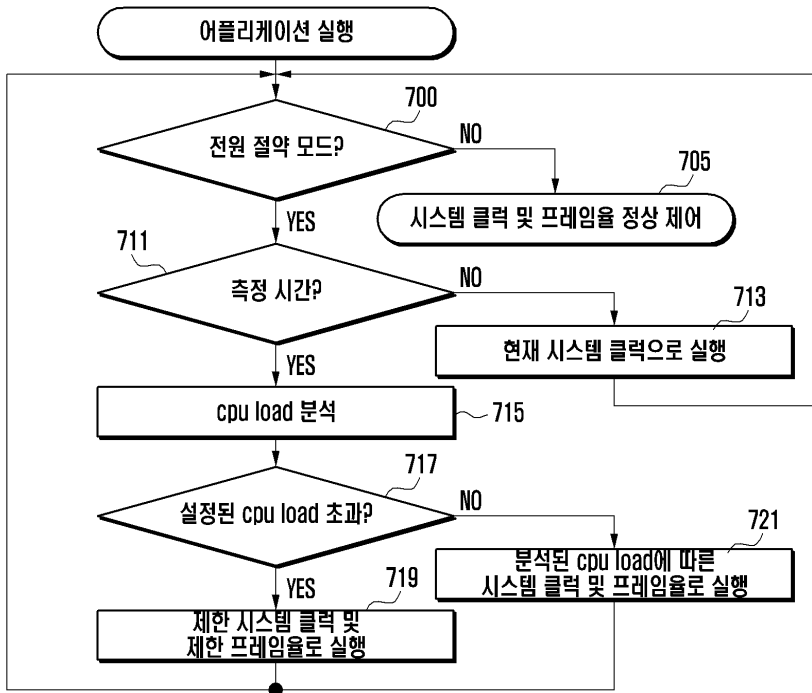 어플리케이션 실행
700
전원 절약 모드?
NO
705
시스템 클럭 및 프레임율 정상 제어
YES
711
측정 시간?
NO
713
현재 시스템 클럭으로 실행
YES
cpu load 분석
715
717
설정된 cpu load 초과?
NO
721
분석된 cpu load에 따른
시스템 클럭 및 프레임율로 실행
YES
719
제한 시스템 클럭 및
제한 프레임율로 실행